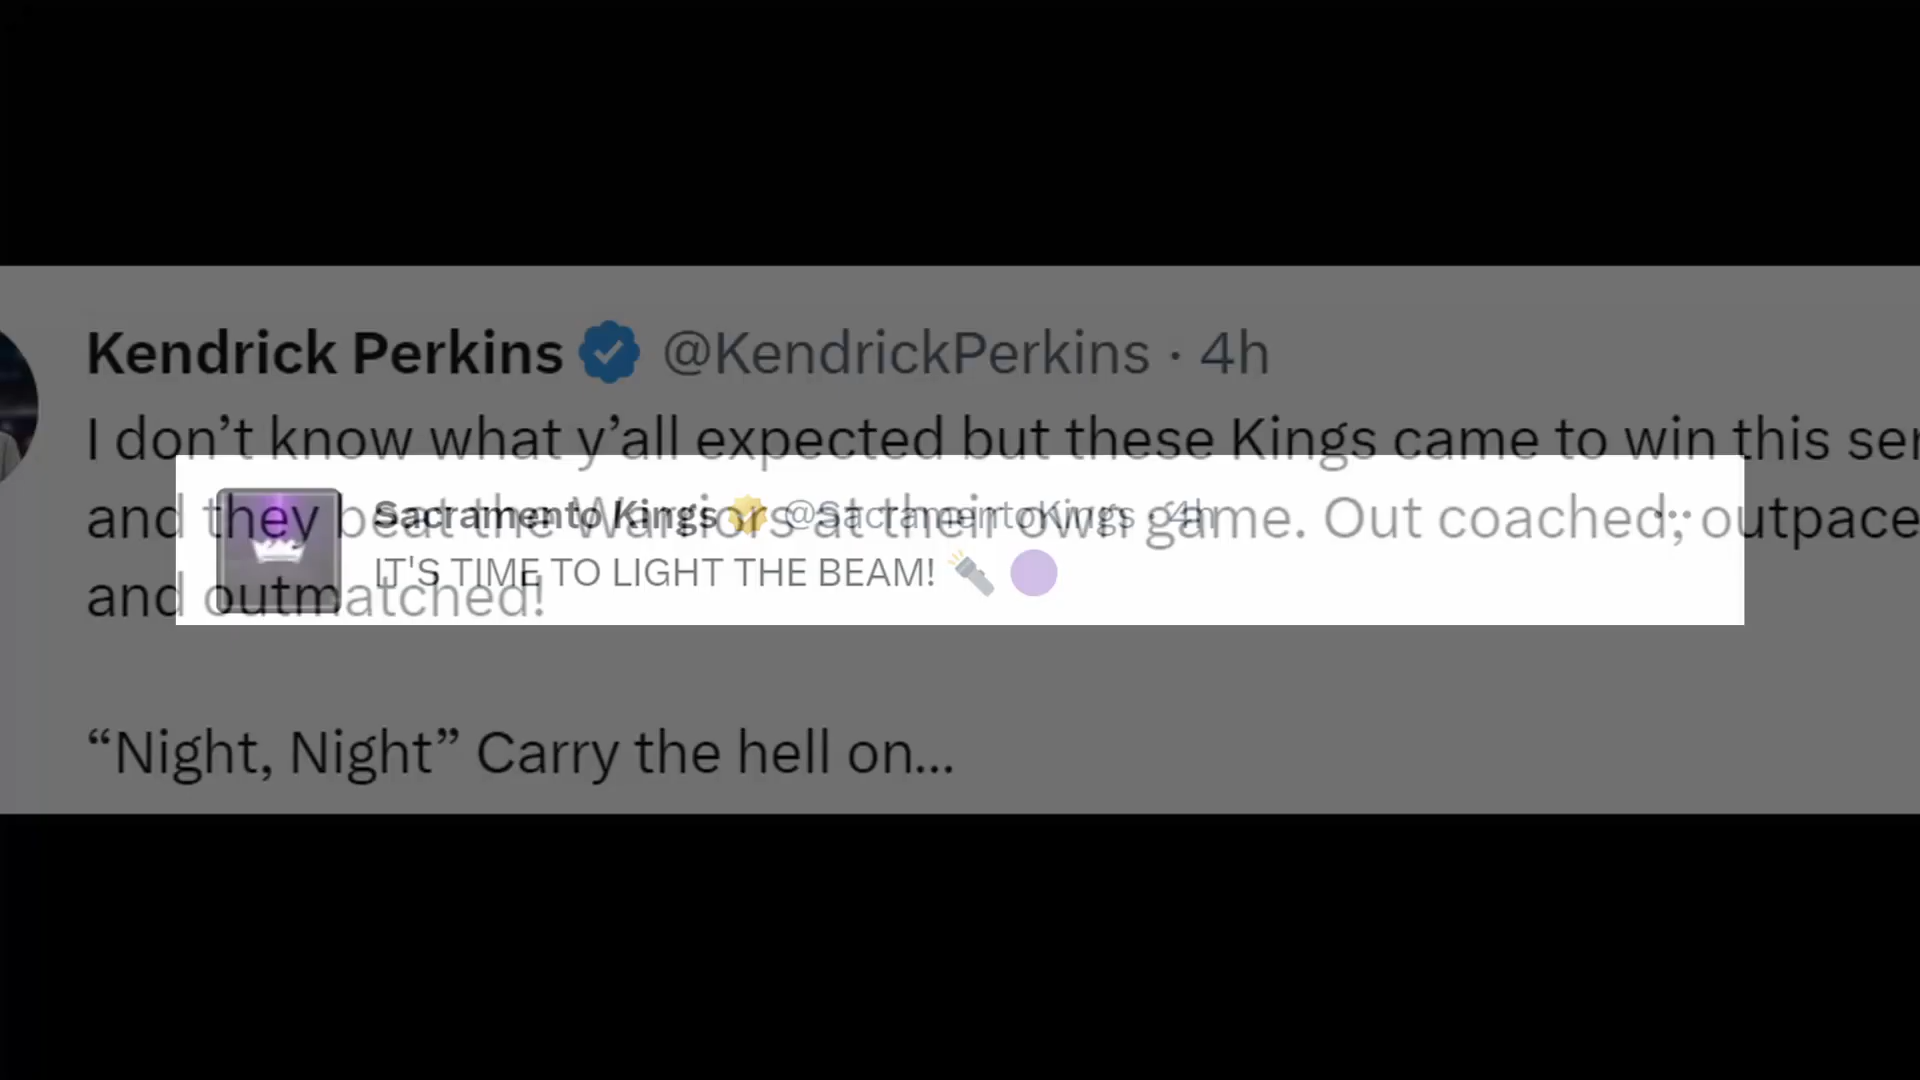 Kendrick Perkins @KendrickPerkins · 4h
I don’t know what y’all expected but these Kings came to win this ser
and they beat the Warriors at their own game. Out coached, outpace
and outmatched!
“Night, Night” Carry the hell on...
Sacramento Kings @SacramentoKings · 4h
IT'S TIME TO LIGHT THE BEAM!